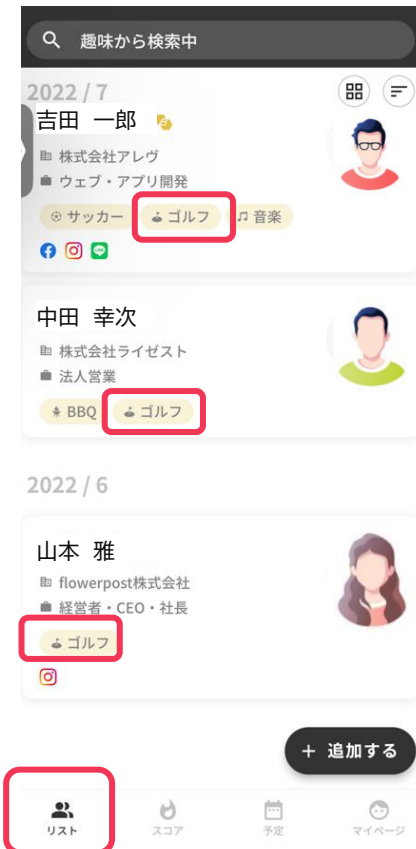 趣味から検索中
2022 / 7
吉田 一郎
株式会社アレヴ
ウェブ・アプリ開発
サッカー ゴルフ 音楽
中田 幸次
株式会社ライゼスト
法人営業
BBQ ゴルフ
2022 / 6
山本 雅
flowerpost株式会社
経営者・CEO・社長
ゴルフ
+ 追加する
リスト スコア 予定 マイページ